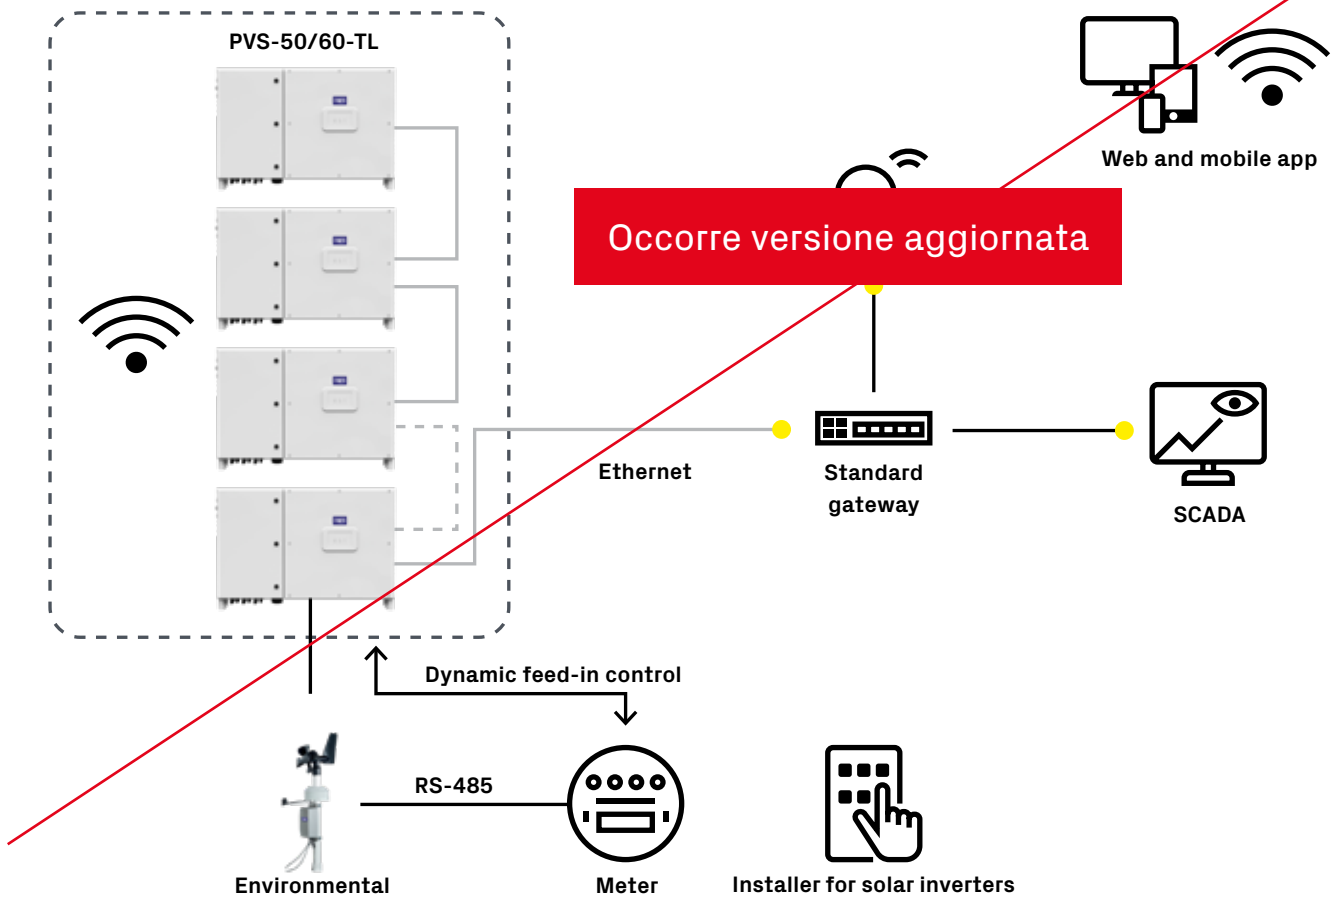 PVS-50/60-TL
Web and mobile app
Occorre versione aggiornata
Ethernet
Standard
gateway
SCADA
Dynamic feed-in control
RS-485
Environmental
Meter
Installer for solar inverters